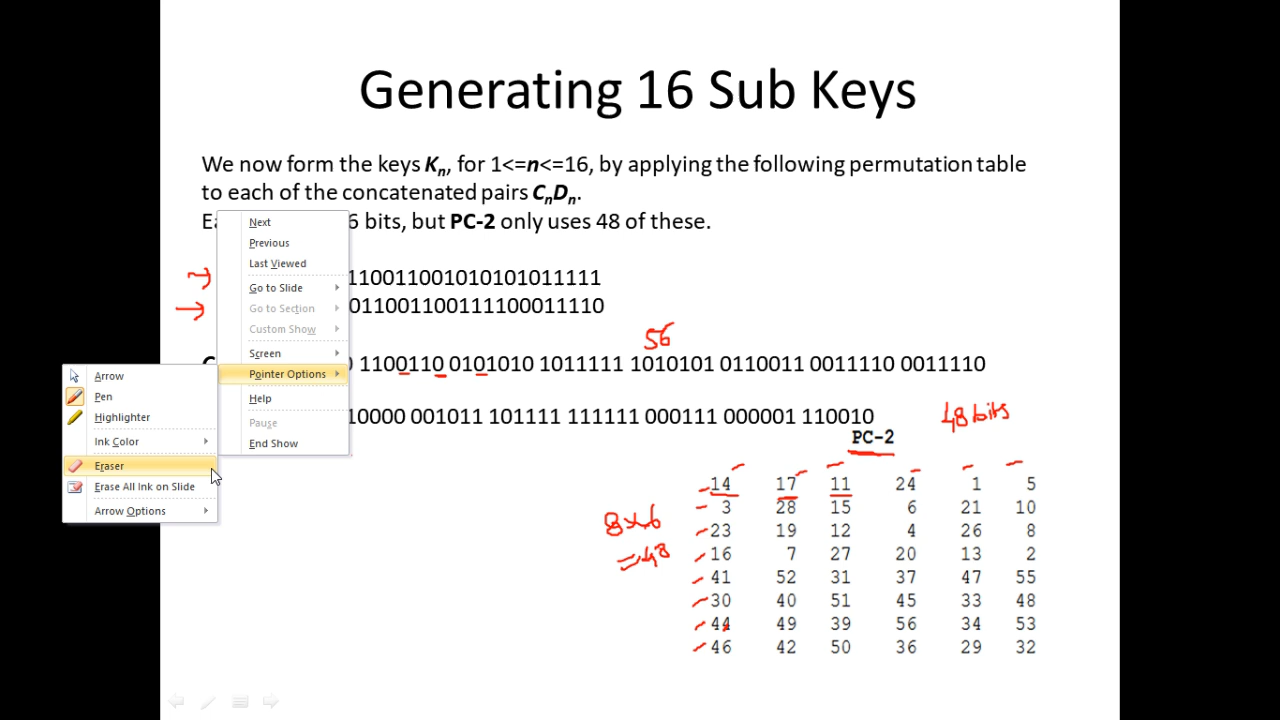 Generating 16 Sub Keys
We now form the keys Kn, for 1<=n<=16, by applying the following permutation table
to each of the concatenated pairs CnDn.
6 bits, but PC-2 only uses 48 of these.
1100110010101010111111
0110011001111000111110
56
1100110 0101010 1011111 1010101 0110011 0011110 0011110
10000 001011 101111 111111 000111 000001 110010
48 bits
PC-2
14 17 11 24 1 5
3 28 15 6 21 10
23 19 12 4 26 8
16 7 27 20 13 2
41 52 31 37 47 55
30 40 51 45 33 48
44 49 39 56 34 53
46 42 50 36 29 32
8x6
=48
Next
Previous
Last Viewed
Go to Slide
Go to Section
Custom Show
Screen
Pointer Options
Help
Pause
End Show
Arrow
Pen
Highlighter
Ink Color
Eraser
Erase All Ink on Slide
Arrow Options